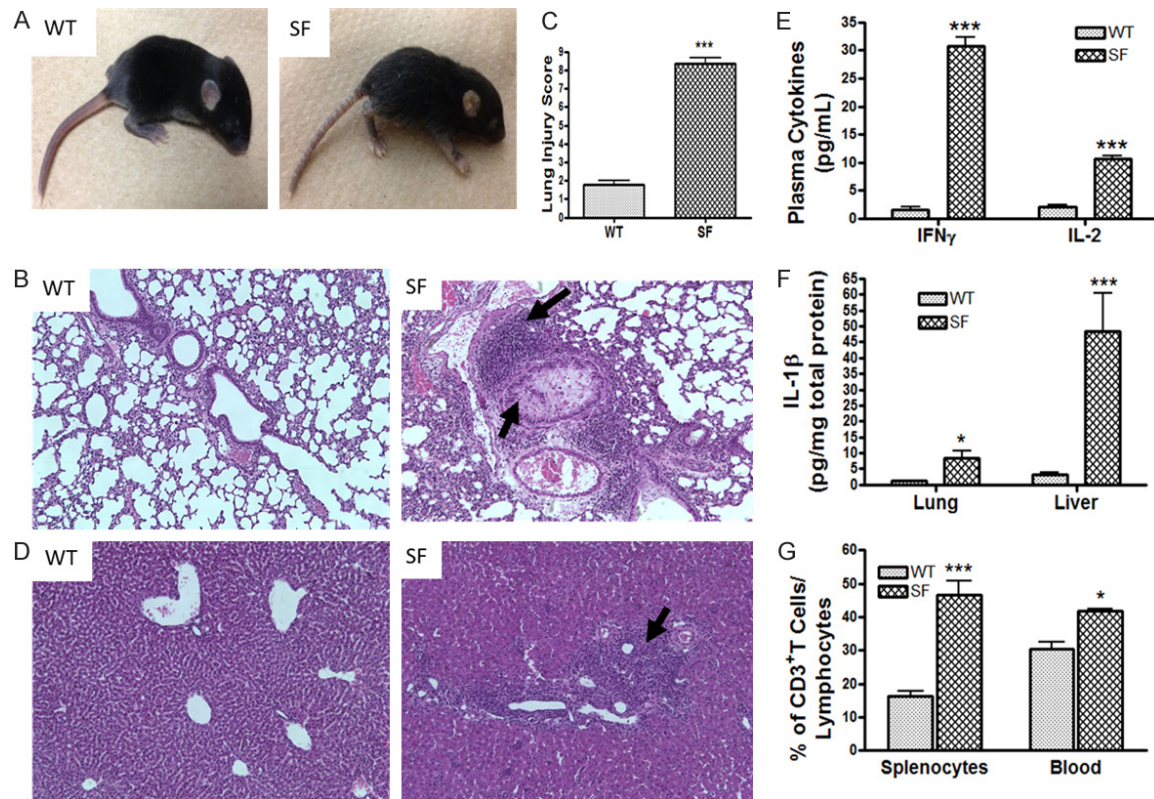 A
WT
SF
B
WT
SF
D
WT
SF
C
Lung Injury Score
9
8
7
6
5
4
3
2
1
0
***
WT
SF
E
Plasma Cytokines
(pg/mL)
35
30
25
20
15
10
5
0
***
***
WT
SF
IFNγ
IL-2
F
IL-1β
(pg/mg total protein)
65
60
55
50
45
40
35
30
25
20
15
10
5
0
WT
SF
*
***
Lung
Liver
G
% of CD3⁺T Cells/
Lymphocytes
60
50
40
30
20
10
0
WT
SF
***
*
Splenocytes
Blood